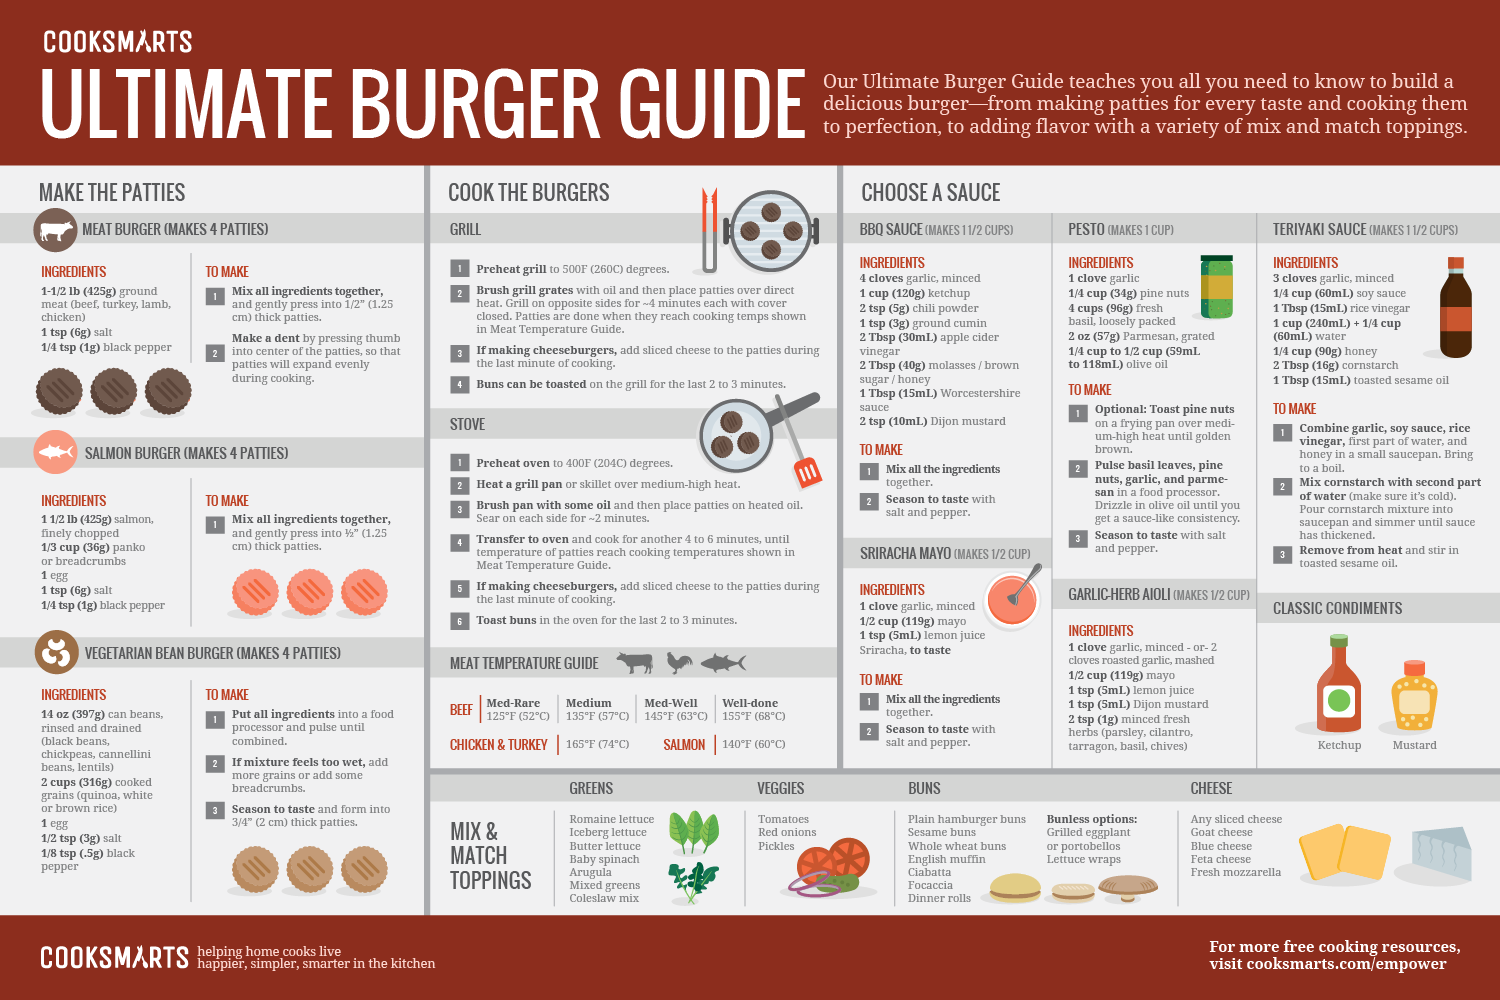 COOKSMARTS
ULTIMATE BURGER GUIDE
Our Ultimate Burger Guide teaches you all you need to know to build a
delicious burger—from making patties for every taste and cooking them
to perfection, to adding flavor with a variety of mix and match toppings.
MAKE THE PATTIES
MEAT BURGER (MAKES 4 PATTIES)
INGREDIENTS
1-1/2 lb (425g) ground
meat (beef, turkey, lamb,
chicken)
1 tsp (6g) salt
1/4 tsp (1g) black pepper
TO MAKE
1 Mix all ingredients together,
and gently press into 1/2" (1.25
cm) thick patties.
2 Make a dent by pressing thumb
into center of the patties, so that
patties will expand evenly
during cooking.
SALMON BURGER (MAKES 4 PATTIES)
INGREDIENTS
1 1/2 lb (425g) salmon,
finely chopped
1/3 cup (36g) panko
or breadcrumbs
1 egg
1 tsp (6g) salt
1/4 tsp (1g) black pepper
TO MAKE
1 Mix all ingredients together,
and gently press into ½" (1.25
cm) thick patties.
VEGETARIAN BEAN BURGER (MAKES 4 PATTIES)
INGREDIENTS
14 oz (397g) can beans,
rinsed and drained
(black beans,
chickpeas, cannellini
beans, lentils)
2 cups (316g) cooked
grains (quinoa, white
or brown rice)
1 egg
1/2 tsp (3g) salt
1/8 tsp (.5g) black
pepper
TO MAKE
1 Put all ingredients into a food
processor and pulse until
combined.
2 If mixture feels too wet, add
more grains or add some
breadcrumbs.
3 Season to taste and form into
3/4" (2 cm) thick patties.
COOK THE BURGERS
GRILL
1 Preheat grill to 500F (260C) degrees.
2 Brush grill grates with oil and then place patties over direct
heat. Grill on opposite sides for ~4 minutes each with cover
closed. Patties are done when they reach cooking temps shown
in Meat Temperature Guide.
3 If making cheeseburgers, add sliced cheese to the patties during
the last minute of cooking.
4 Buns can be toasted on the grill for the last 2 to 3 minutes.
STOVE
1 Preheat oven to 400F (204C) degrees.
2 Heat a grill pan or skillet over medium-high heat.
3 Brush pan with some oil and then place patties on heated oil.
Sear on each side for ~2 minutes.
4 Transfer to oven and cook for another 4 to 6 minutes, until
temperature of patties reach cooking temperatures shown in
Meat Temperature Guide.
5 If making cheeseburgers, add sliced cheese to the patties during
the last minute of cooking.
6 Toast buns in the oven for the last 2 to 3 minutes.
MEAT TEMPERATURE GUIDE
BEEF
Med-Rare
125°F (52°C)
Medium
135°F (57°C)
Med-Well
145°F (63°C)
Well-done
155°F (68°C)
CHICKEN & TURKEY 165°F (74°C)
SALMON 140°F (60°C)
CHOOSE A SAUCE
BBQ SAUCE (MAKES 1 1/2 CUPS)
INGREDIENTS
4 cloves garlic, minced
1 cup (120g) ketchup
2 tsp (5g) chili powder
1 tsp (3g) ground cumin
2 Tbsp (30mL) apple cider
vinegar
2 Tbsp (40g) molasses / brown
sugar / honey
1 Tbsp (15mL) Worcestershire
sauce
2 tsp (10mL) Dijon mustard
TO MAKE
1 Mix all the ingredients
together.
2 Season to taste with
salt and pepper.
SRIRACHA MAYO (MAKES 1/2 CUP)
INGREDIENTS
1 clove garlic, minced
1/2 cup (119g) mayo
1 tsp (5mL) lemon juice
Sriracha, to taste
TO MAKE
1 Mix all the ingredients
together.
2 Season to taste with
salt and pepper.
PESTO (MAKES 1 CUP)
INGREDIENTS
1 clove garlic
1/4 cup (34g) pine nuts
4 cups (96g) fresh
basil, loosely packed
2 oz (57g) Parmesan, grated
1/4 cup to 1/2 cup (59mL
to 118mL) olive oil
TO MAKE
1 Optional: Toast pine nuts
on a frying pan over medi-
um-high heat until golden
brown.
2 Pulse basil leaves, pine
nuts, garlic, and parme-
san in a food processor.
Drizzle in olive oil until you
get a sauce-like consistency.
3 Season to taste with salt
and pepper.
GARLIC-HERB AIOLI (MAKES 1/2 CUP)
INGREDIENTS
1 clove garlic, minced - or- 2
cloves roasted garlic, mashed
1/2 cup (119g) mayo
1 tsp (5mL) lemon juice
1 tsp (5mL) Dijon mustard
2 tsp (1g) minced fresh
herbs (parsley, cilantro,
tarragon, basil, chives)
TERIYAKI SAUCE (MAKES 1 1/2 CUPS)
INGREDIENTS
3 cloves garlic, minced
1/4 cup (60mL) soy sauce
1 Tbsp (15mL) rice vinegar
1 cup (240mL) + 1/4 cup
(60mL) water
1/4 cup (90g) honey
2 Tbsp (16g) cornstarch
1 Tbsp (15mL) toasted sesame oil
TO MAKE
1 Combine garlic, soy sauce, rice
vinegar, first part of water, and
honey in a small saucepan. Bring
to a boil.
2 Mix cornstarch with second part
of water (make sure it's cold).
Pour cornstarch mixture into
saucepan and simmer until sauce
has thickened.
3 Remove from heat and stir in
toasted sesame oil.
CLASSIC CONDIMENTS
Ketchup
Mustard
MIX &
MATCH
TOPPINGS
GREENS
Romaine lettuce
Iceberg lettuce
Butter lettuce
Baby spinach
Arugula
Mixed greens
Coleslaw mix
VEGGIES
Tomatoes
Red onions
Pickles
BUNS
Plain hamburger buns
Sesame buns
Whole wheat buns
English muffin
Ciabatta
Focaccia
Dinner rolls
Bunless options:
Grilled eggplant
or portobellos
Lettuce wraps
CHEESE
Any sliced cheese
Goat cheese
Blue cheese
Feta cheese
Fresh mozzarella
COOKSMARTS
helping home cooks live
happier, simpler, smarter in the kitchen
For more free cooking resources,
visit cooksmarts.com/empower